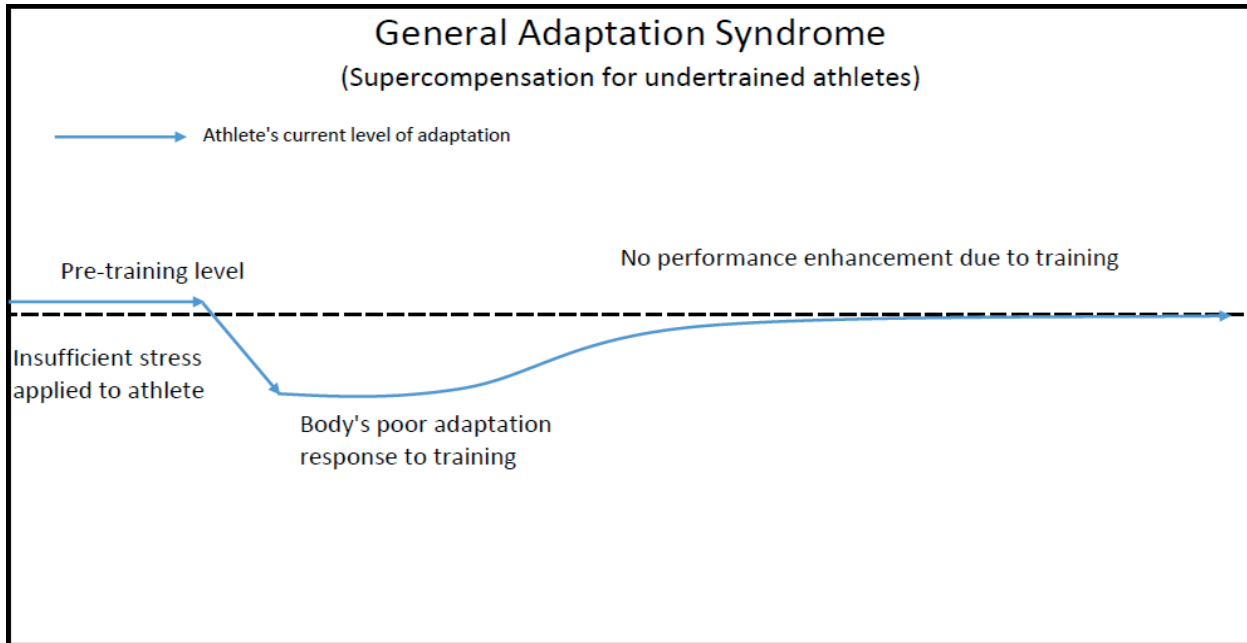 General Adaptation Syndrome
(Supercompensation for undertrained athletes)
Athlete's current level of adaptation
Pre-training level
No performance enhancement due to training
Insufficient stress
applied to athlete
Body's poor adaptation
response to training